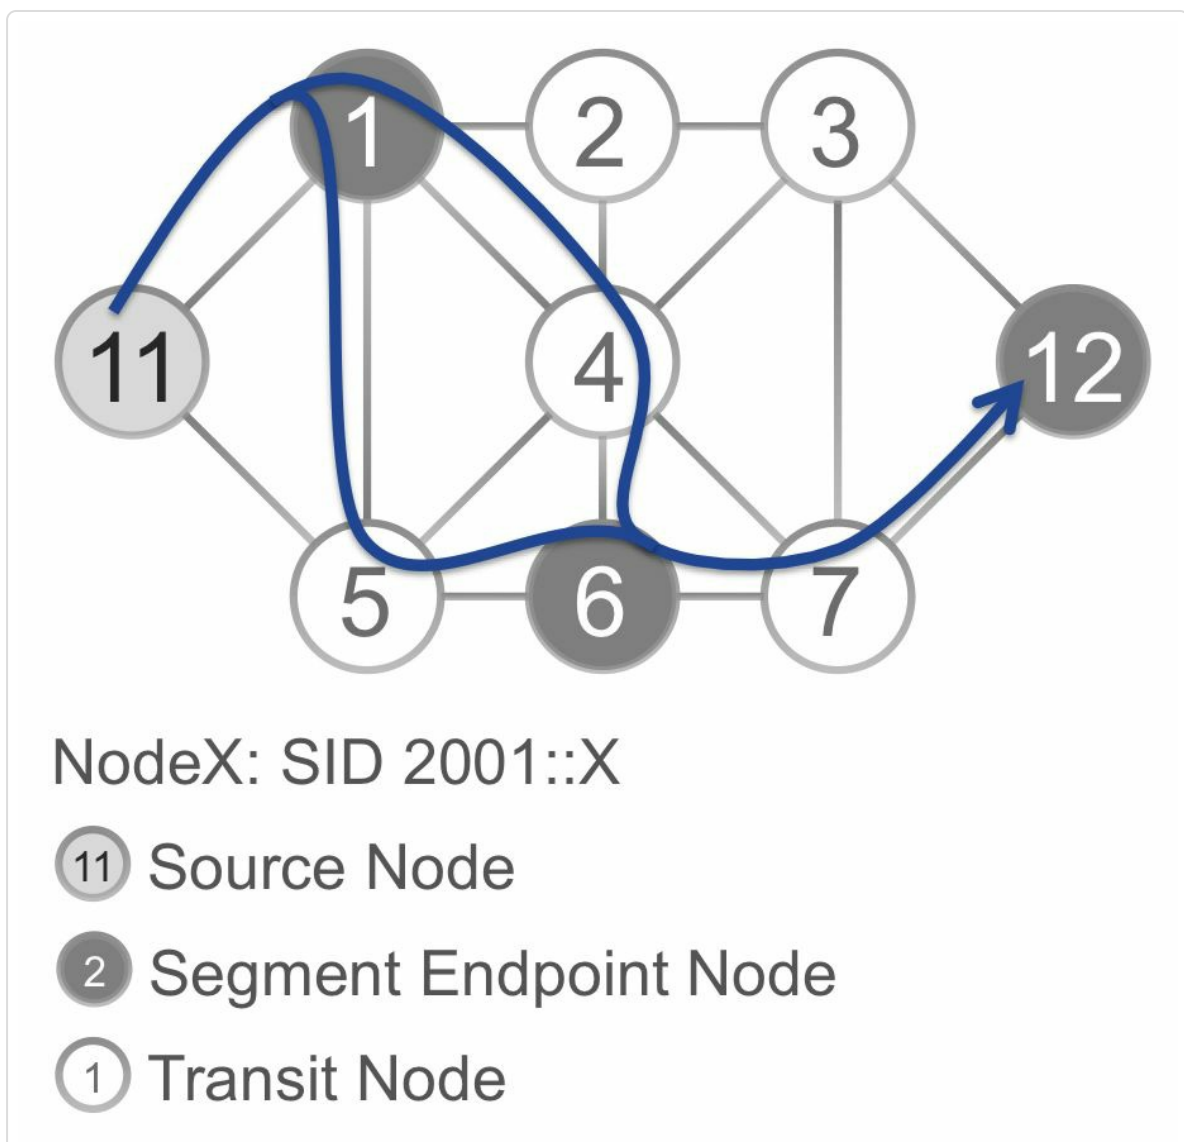 1 2 3
11 4 12
5 6 7
NodeX: SID 2001::X
11 Source Node
2 Segment Endpoint Node
1 Transit Node